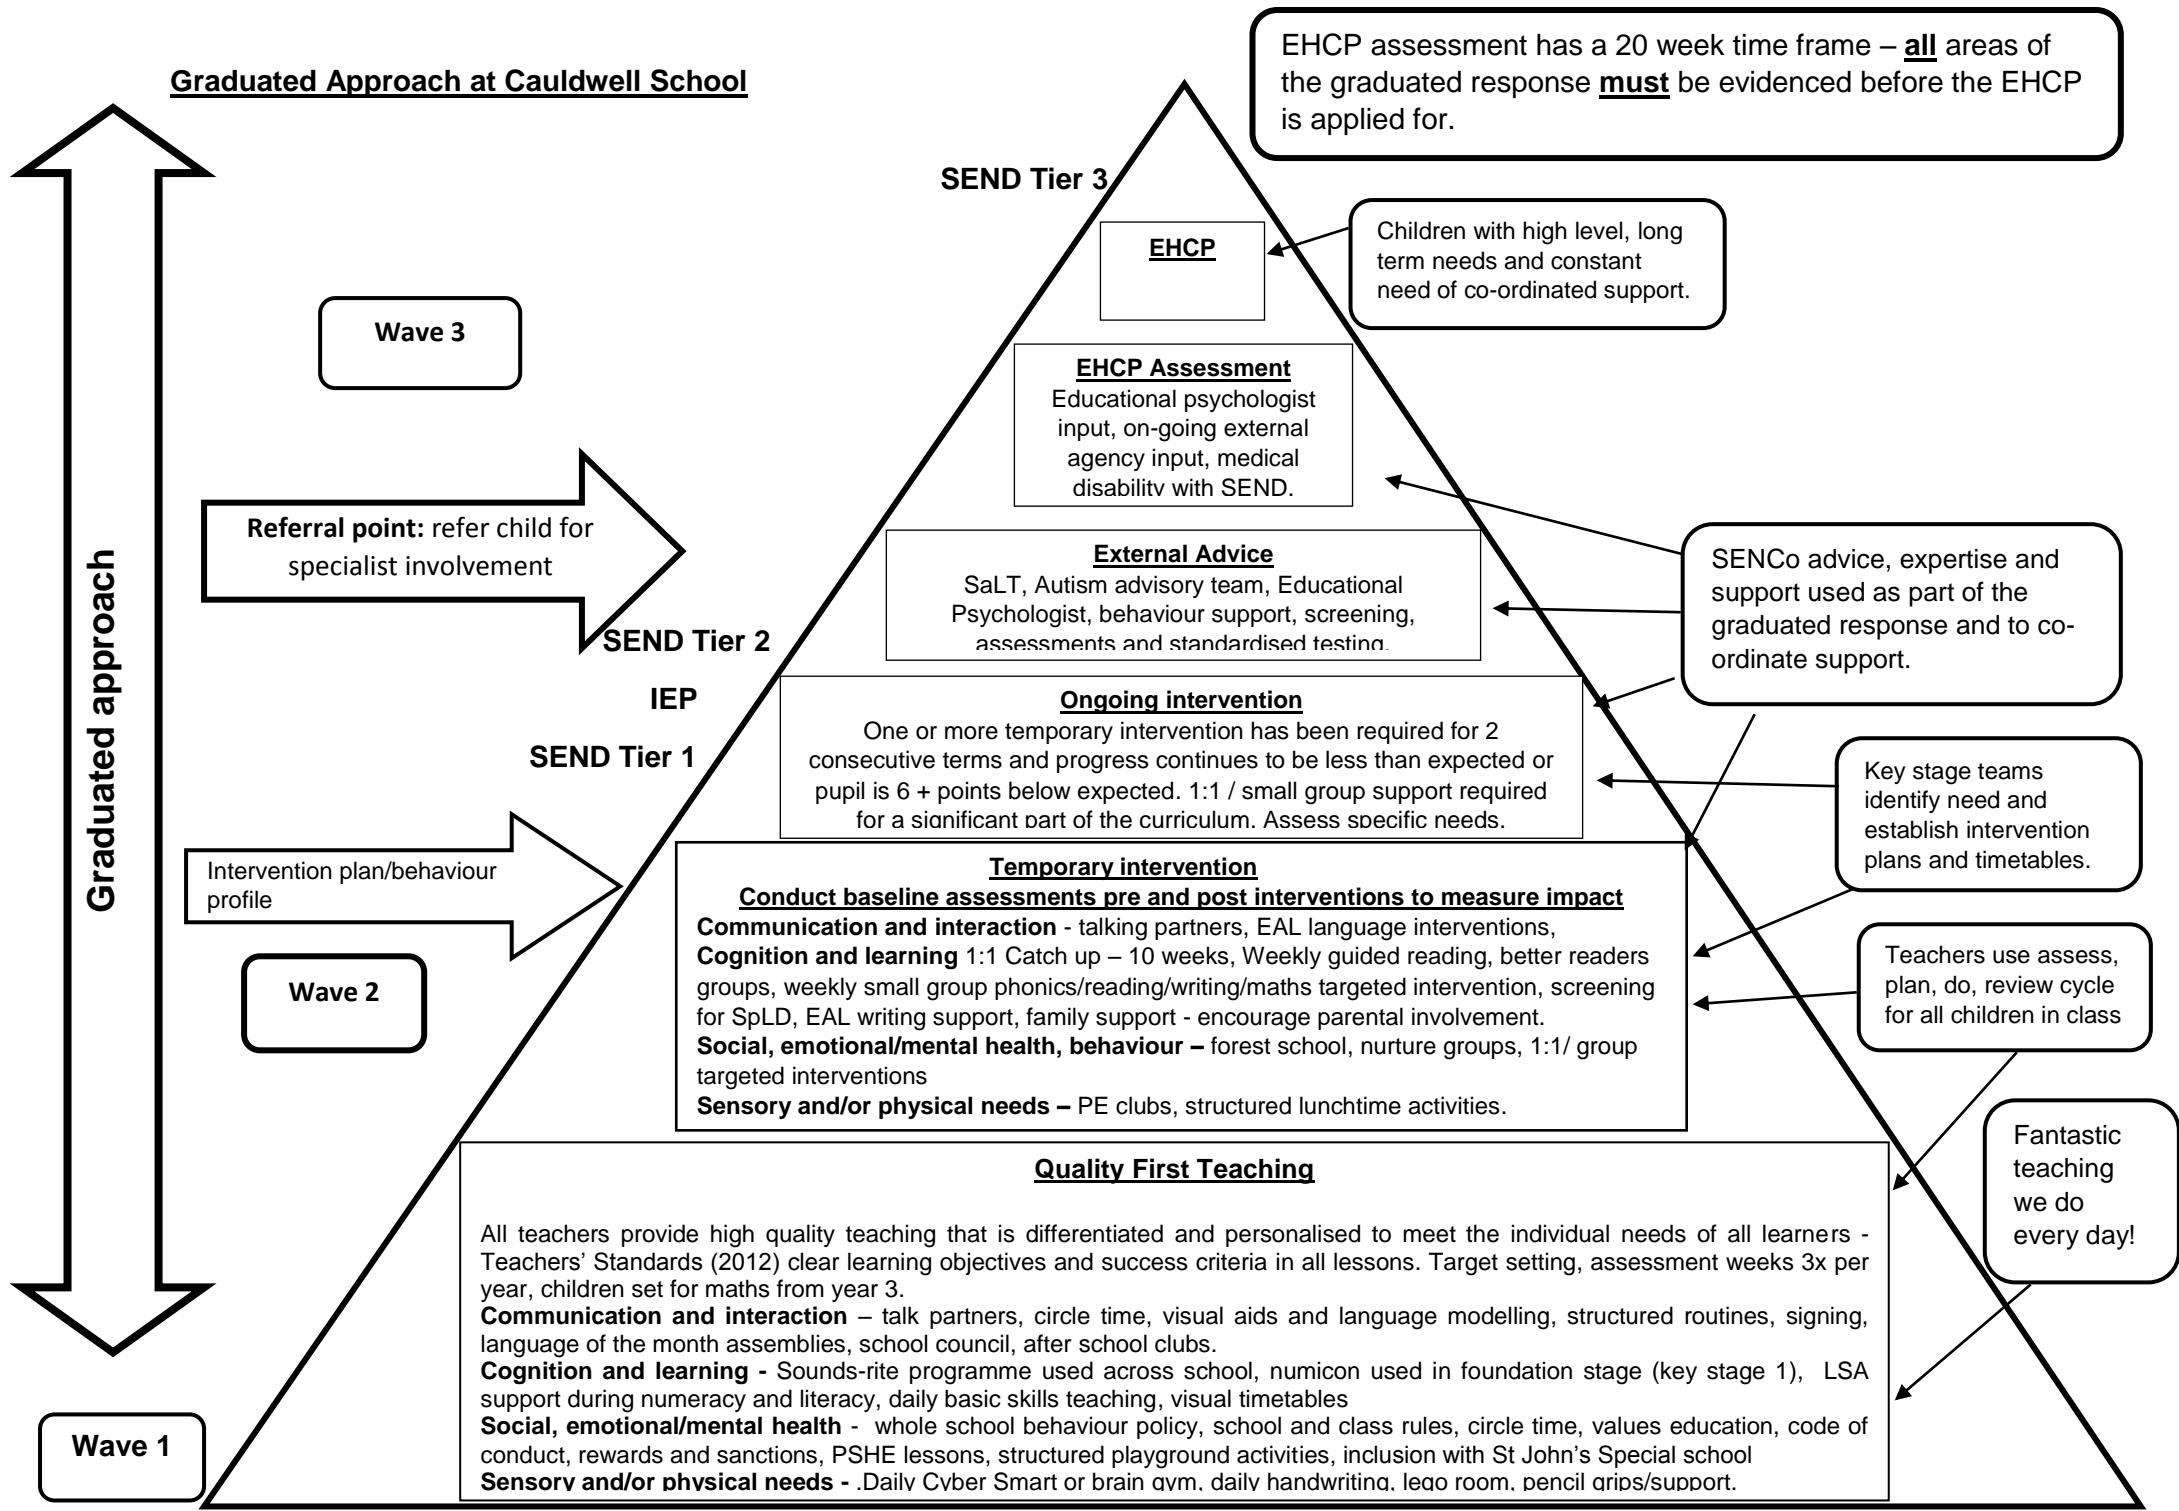 Graduated Approach at Cauldwell School
EHCP assessment has a 20 week time frame – all areas of
the graduated response must be evidenced before the EHCP
is applied for.
SEND Tier 3
EHCP
Children with high level, long
term needs and constant
need of co-ordinated support.
Wave 3
EHCP Assessment
Educational psychologist
input, on-going external
agency input, medical
disability with SEND.
Referral point: refer child for
specialist involvement
Graduated approach
External Advice
SaLT, Autism advisory team, Educational
Psychologist, behaviour support, screening,
assessments and standardised testing.
SENCo advice, expertise and
support used as part of the
graduated response and to co-
ordinate support.
SEND Tier 2
IEP
SEND Tier 1
Ongoing intervention
One or more temporary intervention has been required for 2
consecutive terms and progress continues to be less than expected or
pupil is 6 + points below expected. 1:1 / small group support required
for a significant part of the curriculum. Assess specific needs.
Key stage teams
identify need and
establish intervention
plans and timetables.
Intervention plan/behaviour
profile
Wave 2
Temporary intervention
Conduct baseline assessments pre and post interventions to measure impact
Communication and interaction - talking partners, EAL language interventions,
Cognition and learning 1:1 Catch up – 10 weeks, Weekly guided reading, better readers
groups, weekly small group phonics/reading/writing/maths targeted intervention, screening
for SpLD, EAL writing support, family support - encourage parental involvement.
Social, emotional/mental health, behaviour – forest school, nurture groups, 1:1/ group
targeted interventions
Sensory and/or physical needs – PE clubs, structured lunchtime activities.
Teachers use assess,
plan, do, review cycle
for all children in class
Fantastic
teaching
we do
every day!
Quality First Teaching
All teachers provide high quality teaching that is differentiated and personalised to meet the individual needs of all learners -
Teachers’ Standards (2012) clear learning objectives and success criteria in all lessons. Target setting, assessment weeks 3x per
year, children set for maths from year 3.
Communication and interaction – talk partners, circle time, visual aids and language modelling, structured routines, signing,
language of the month assemblies, school council, after school clubs.
Cognition and learning - Sounds-rite programme used across school, numicon used in foundation stage (key stage 1), LSA
support during numeracy and literacy, daily basic skills teaching, visual timetables
Social, emotional/mental health - whole school behaviour policy, school and class rules, circle time, values education, code of
conduct, rewards and sanctions, PSHE lessons, structured playground activities, inclusion with St John’s Special school
Sensory and/or physical needs - .Daily Cyber Smart or brain gym, daily handwriting, lego room, pencil grips/support.
Wave 1